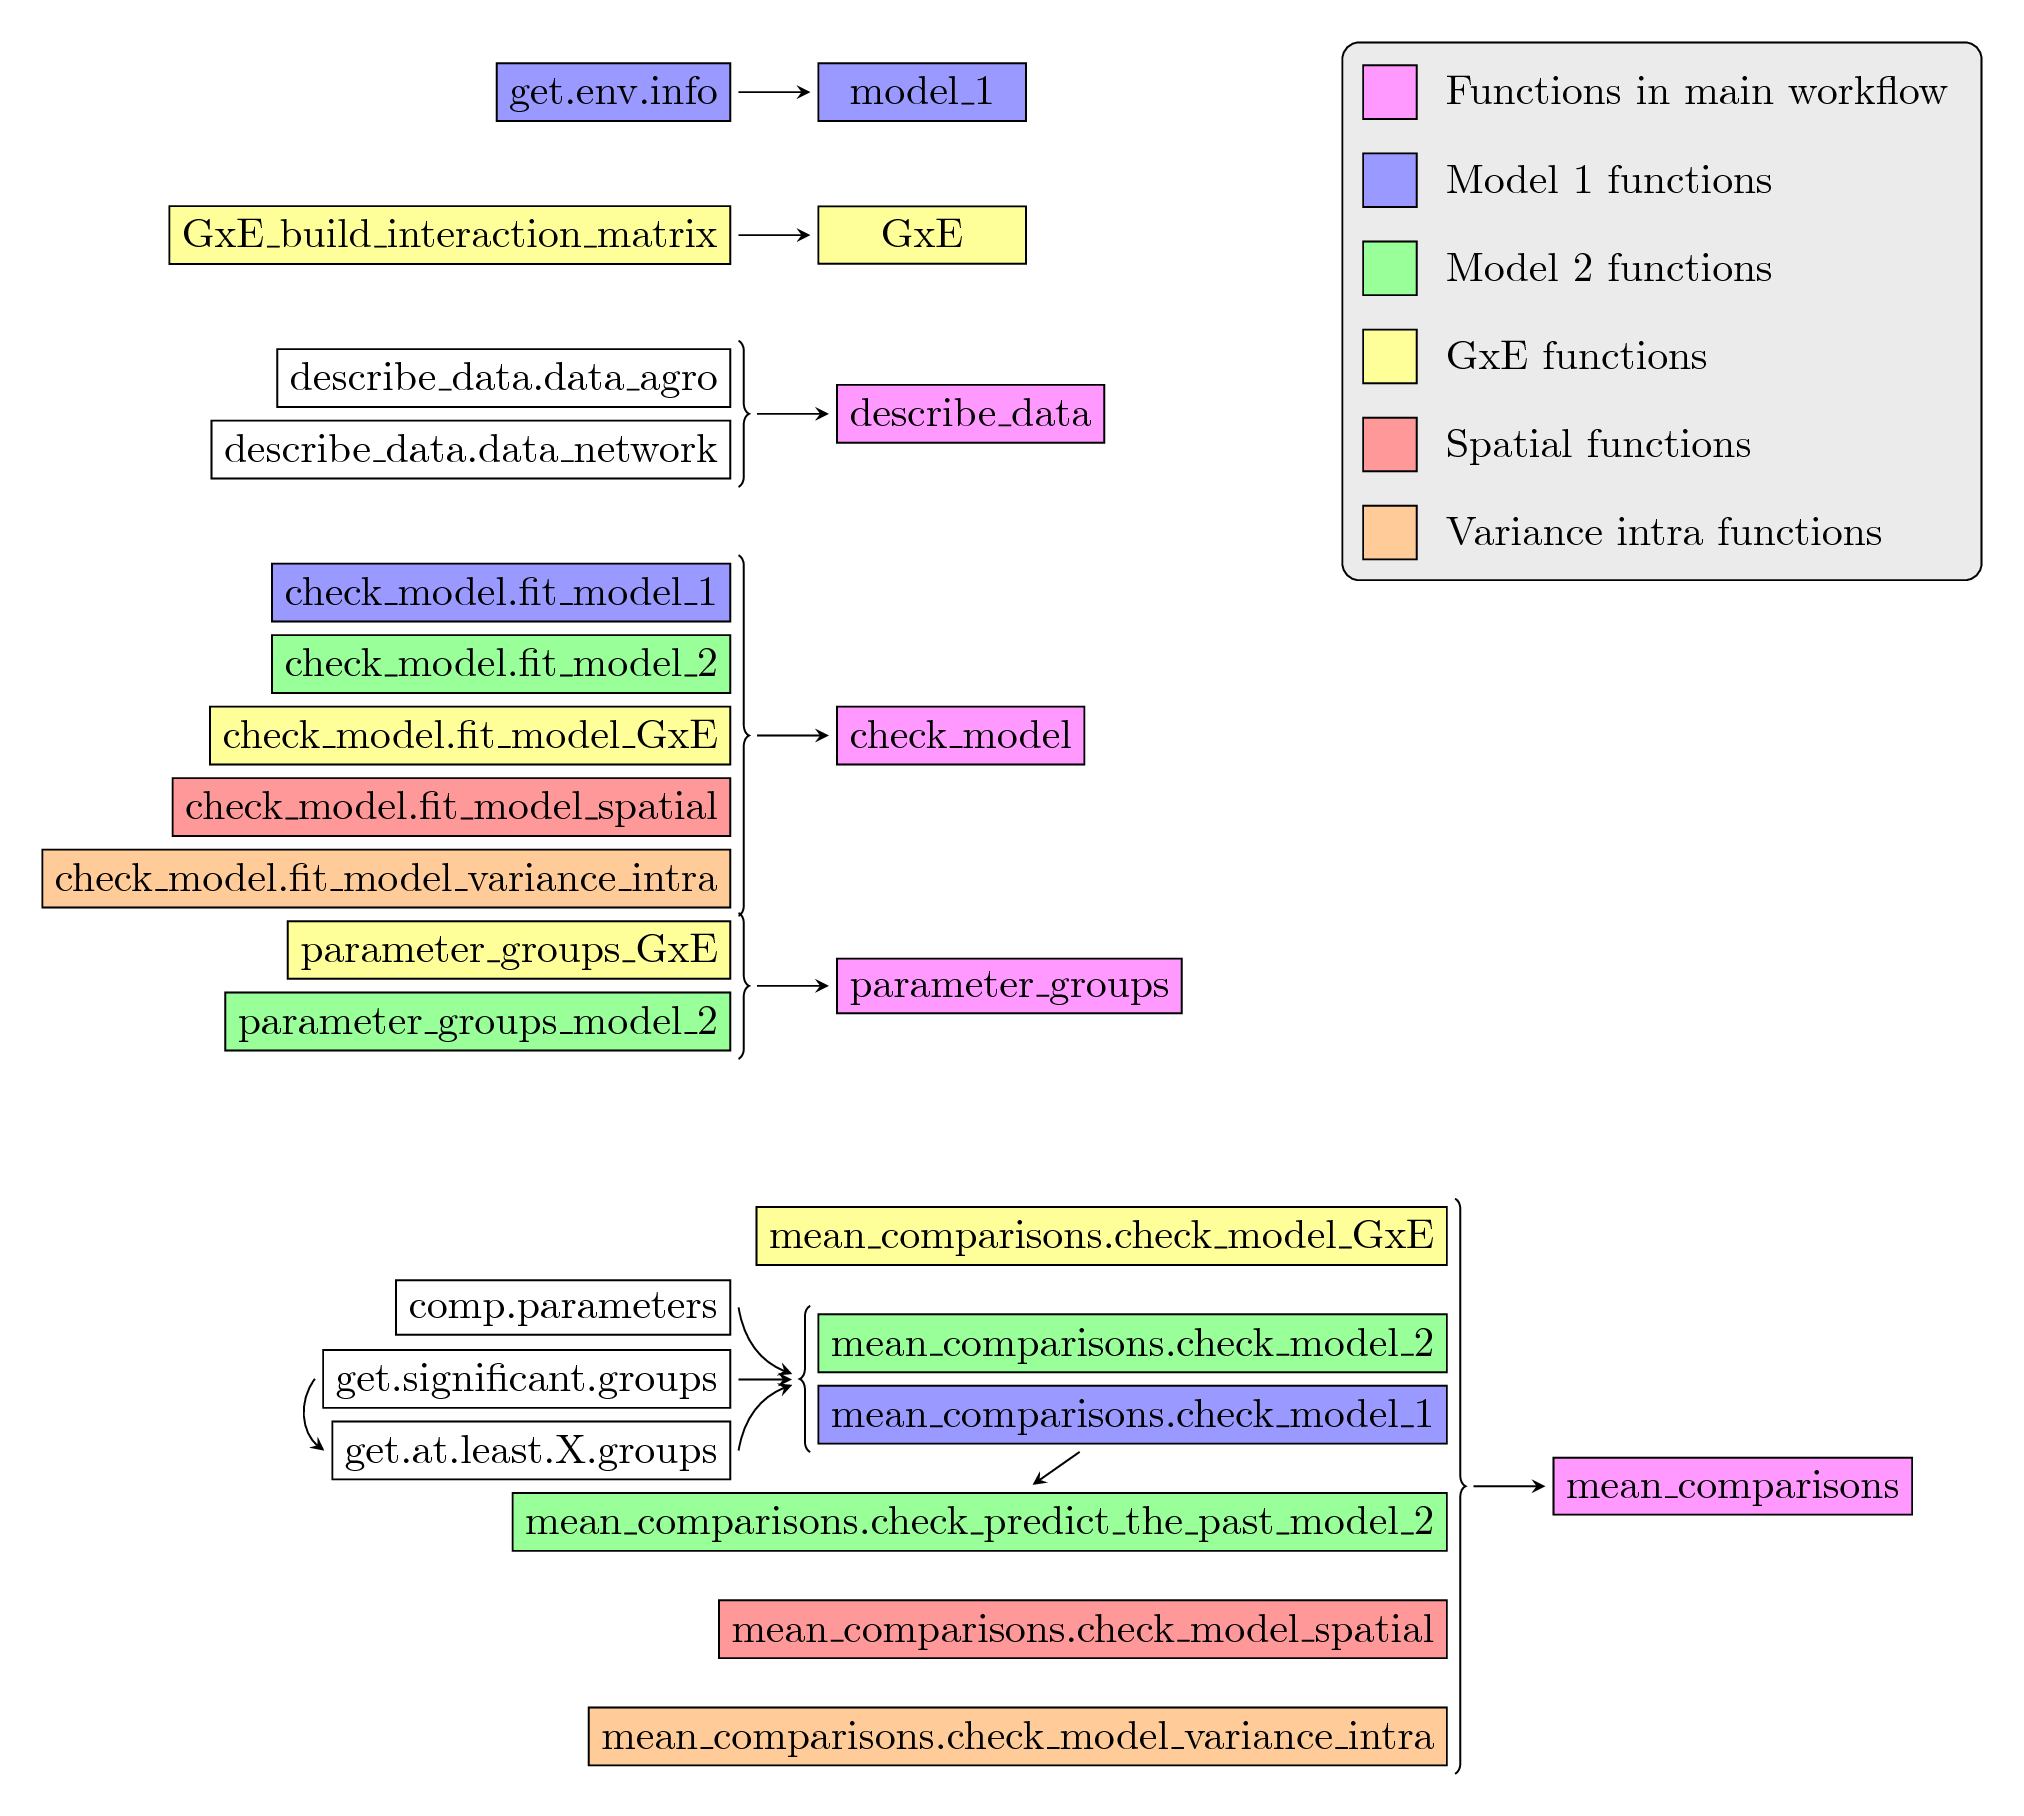 get.env.info
model_1
GxE_build_interaction_matrix
GxE
describe_data.data_agro
describe_data.data_network
describe_data
check_model.fit_model_1
check_model.fit_model_2
check_model.fit_model_GxE
check_model.fit_model_spatial
check_model.fit_model_variance_intra
check_model
parameter_groups_GxE
parameter_groups_model_2
parameter_groups
Functions in main workflow
Model 1 functions
Model 2 functions
GxE functions
Spatial functions
Variance intra functions
mean_comparisons.check_model_GxE
comp.parameters
get.significant.groups
get.at.least.X.groups
mean_comparisons.check_model_2
mean_comparisons.check_model_1
mean_comparisons.check_predict_the_past_model_2
mean_comparisons.check_model_spatial
mean_comparisons.check_model_variance_intra
mean_comparisons